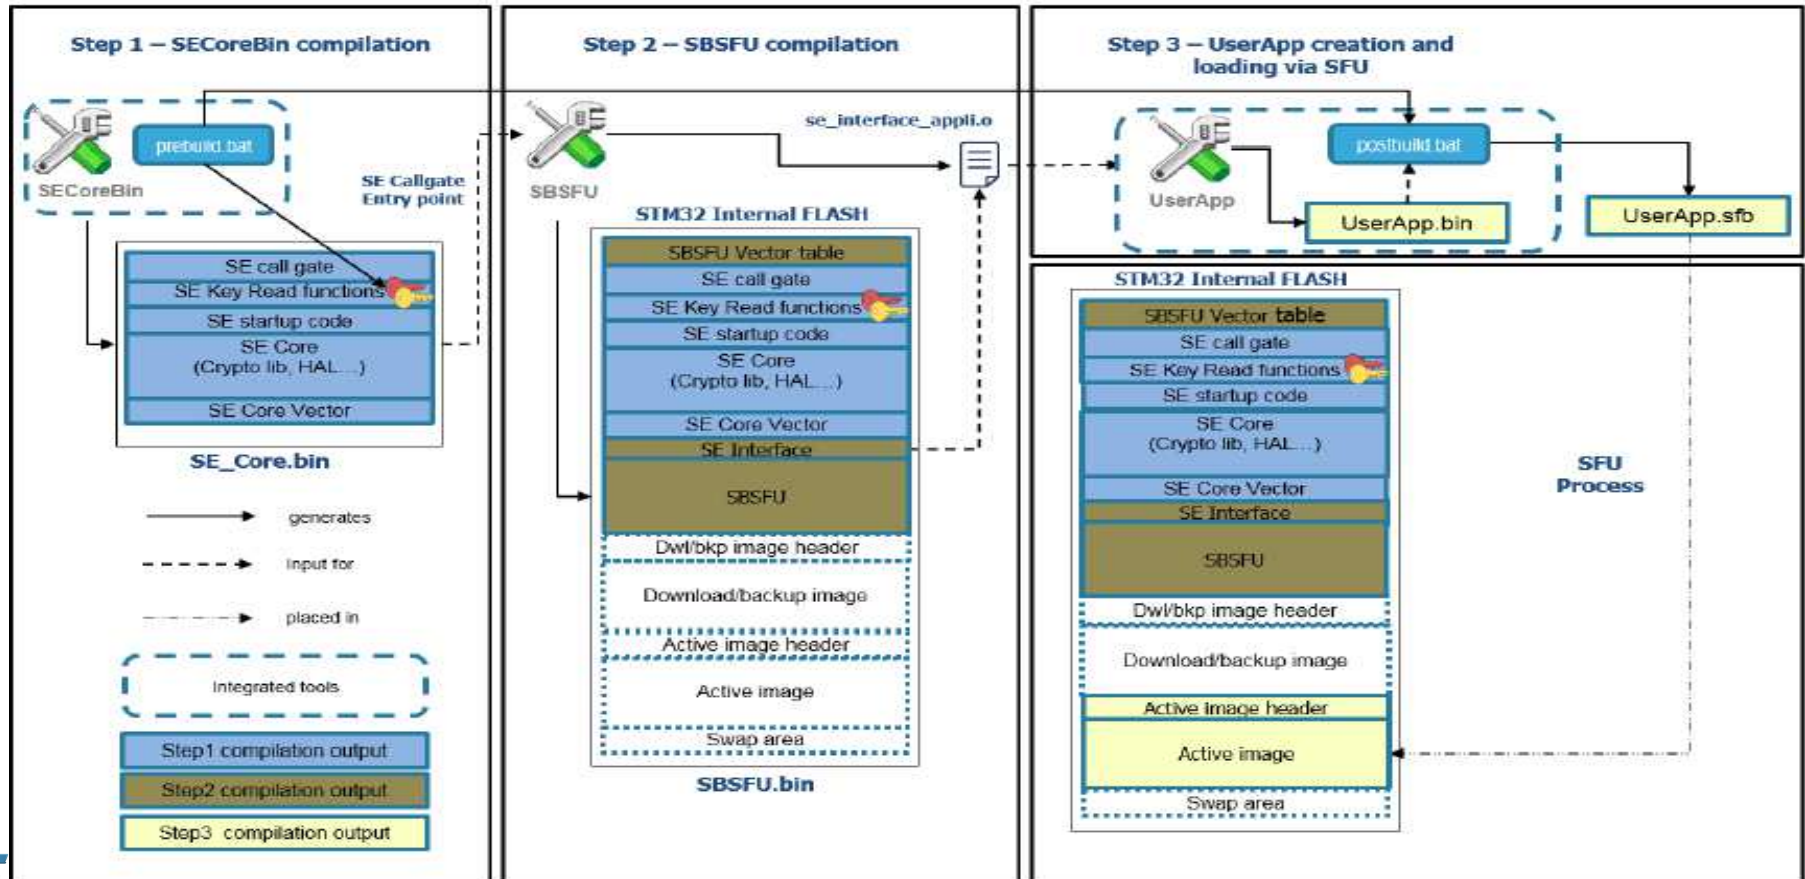 Step 1 – SECoreBin compilation
prebuild.bat
SECoreBin
SE Callgate
Entry point
SE call gate
SE Key Read functions
SE startup code
SE Core
(Crypto lib, HAL...)
SE Core Vector
SE_Core.bin
generates
Input for
placed in
Integrated tools
Step1 compilation output
Step2 compilation output
Step3 compilation output
Step 2 – SBSFU compilation
se_interface_appli.o
SBSFU
STM32 Internal FLASH
SBSFU Vector table
SE call gate
SE Key Read functions
SE startup code
SE Core
(Crypto lib, HAL...)
SE Core Vector
SE Interface
SBSFU
Dwl/bkp image header
Download/backup image
Active image header
Active image
Swap area
SBSFU.bin
Step 3 – UserApp creation and
loading via SFU
postbuild.bat
UserApp
UserApp.bin
UserApp.sfb
STM32 Internal FLASH
SBSFU Vector table
SE call gate
SE Key Read functions
SE startup code
SE Core
(Crypto lib, HAL...)
SE Core Vector
SE Interface
SBSFU
Dwl/bkp image header
Download/backup image
Active image header
Active image
Swap area
SFU
Process